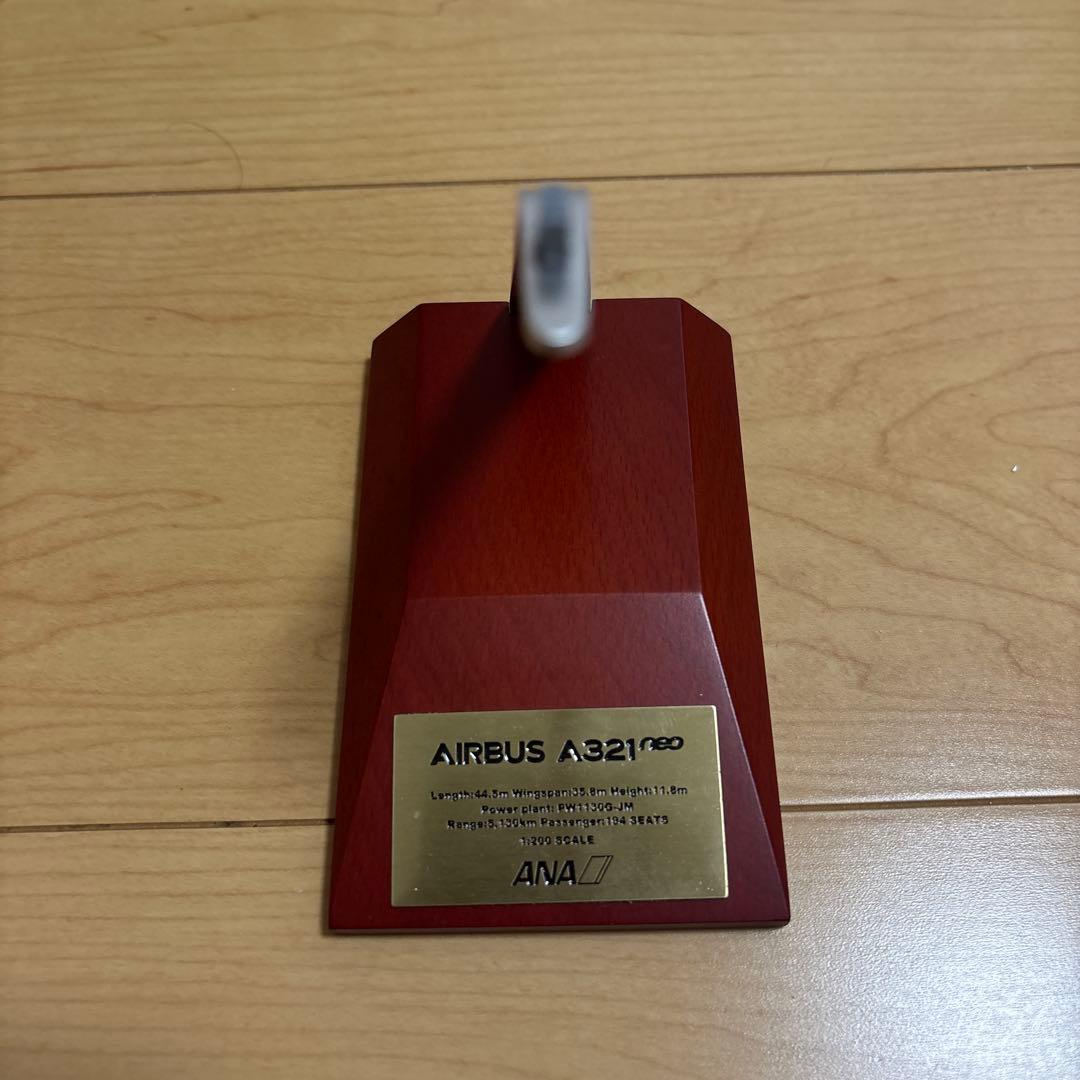 AIRBUS A321neo
Length:44.5m Wingspan:35.8m Height:11.8m
Power plant: PW1130G-JM
Range:5,130km Passenger:194 SEATS
1:200 SCALE
ANA